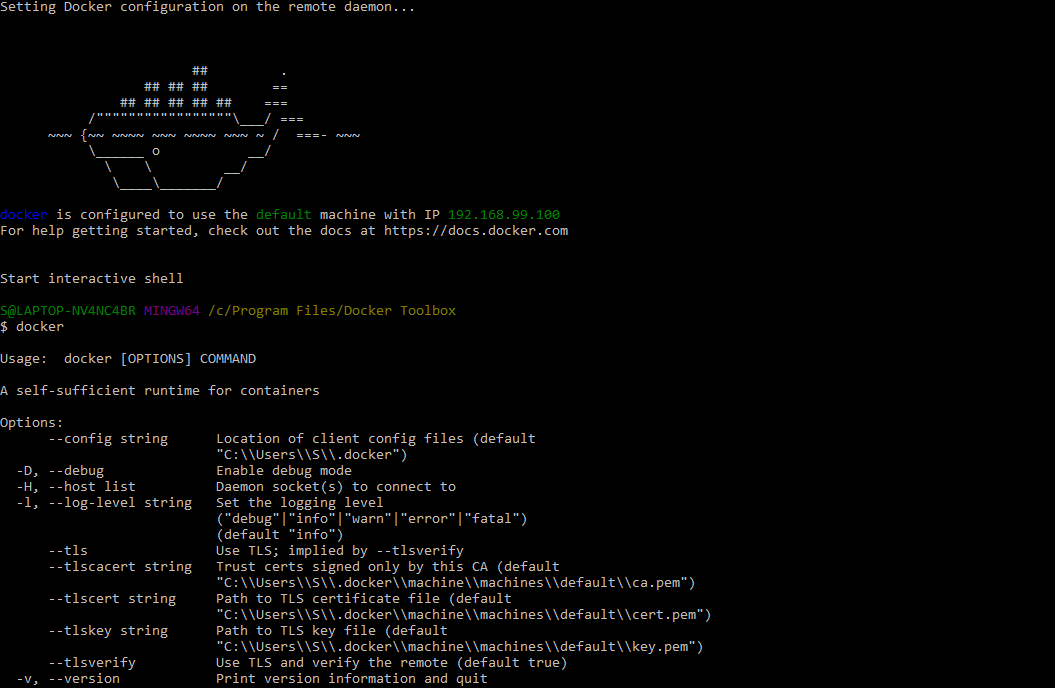 Setting Docker configuration on the remote daemon...
                        ##         .
                  ## ## ##        ==
               ## ## ## ## ##    ===
           /"""""""""""""""""\___/ ===
      ~~~ {~~ ~~~~ ~~~ ~~~~ ~~~ ~ /  ===- ~~~
           \______ o           __/
             \    \         __/
              \____\_______/
docker is configured to use the default machine with IP 192.168.99.100
For help getting started, check out the docs at https://docs.docker.com
Start interactive shell
S@LAPTOP-NV4NC4BR MINGW64 /c/Program Files/Docker Toolbox
$ docker
Usage:  docker [OPTIONS] COMMAND
A self-sufficient runtime for containers
Options:
      --config string      Location of client config files (default
                           "C:\\Users\\S\\.docker")
  -D, --debug              Enable debug mode
  -H, --host list          Daemon socket(s) to connect to
  -l, --log-level string   Set the logging level
                           ("debug"|"info"|"warn"|"error"|"fatal")
                           (default "info")
      --tls                Use TLS; implied by --tlsverify
      --tlscacert string   Trust certs signed only by this CA (default
                           "C:\\Users\\S\\.docker\\machine\\machines\\default\\ca.pem")
      --tlscert string     Path to TLS certificate file (default
                           "C:\\Users\\S\\.docker\\machine\\machines\\default\\cert.pem")
      --tlskey string      Path to TLS key file (default
                           "C:\\Users\\S\\.docker\\machine\\machines\\default\\key.pem")
      --tlsverify          Use TLS and verify the remote (default true)
  -v, --version            Print version information and quit